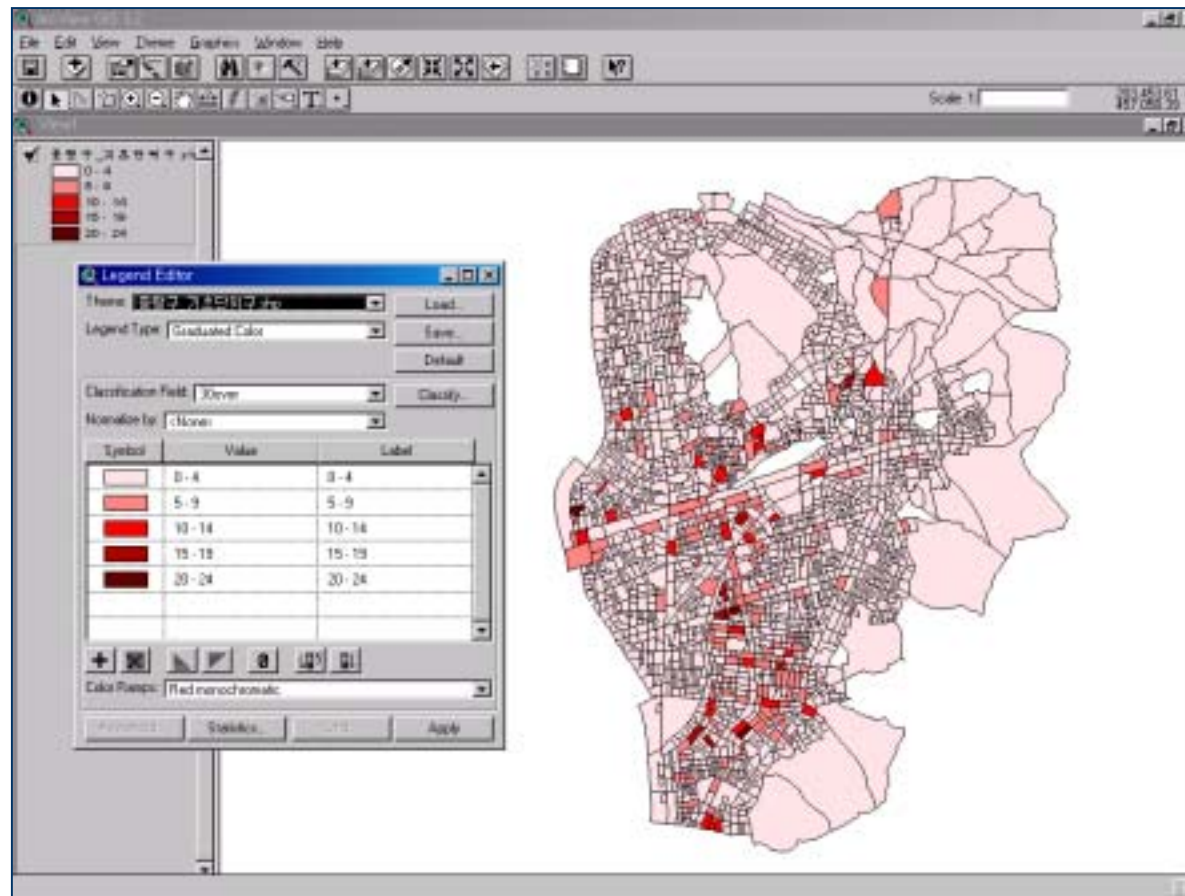 File Edit View Theme Graphics Window Help
Scale 1:
View1
0 - 4
5 - 9
10 - 14
15 - 19
20 - 24
Legend Editor
Theme:
Load...
Legend Type: Graduated Color
Save...
Default
Classification Field: 30over
Classify...
Normalize by: <None>
Symbol Value Label
0 - 4 0 - 4
5 - 9 5 - 9
10 - 14 10 - 14
15 - 19 15 - 19
20 - 24 20 - 24
Color Ramps: Red monochromatic
Statistics...
Apply